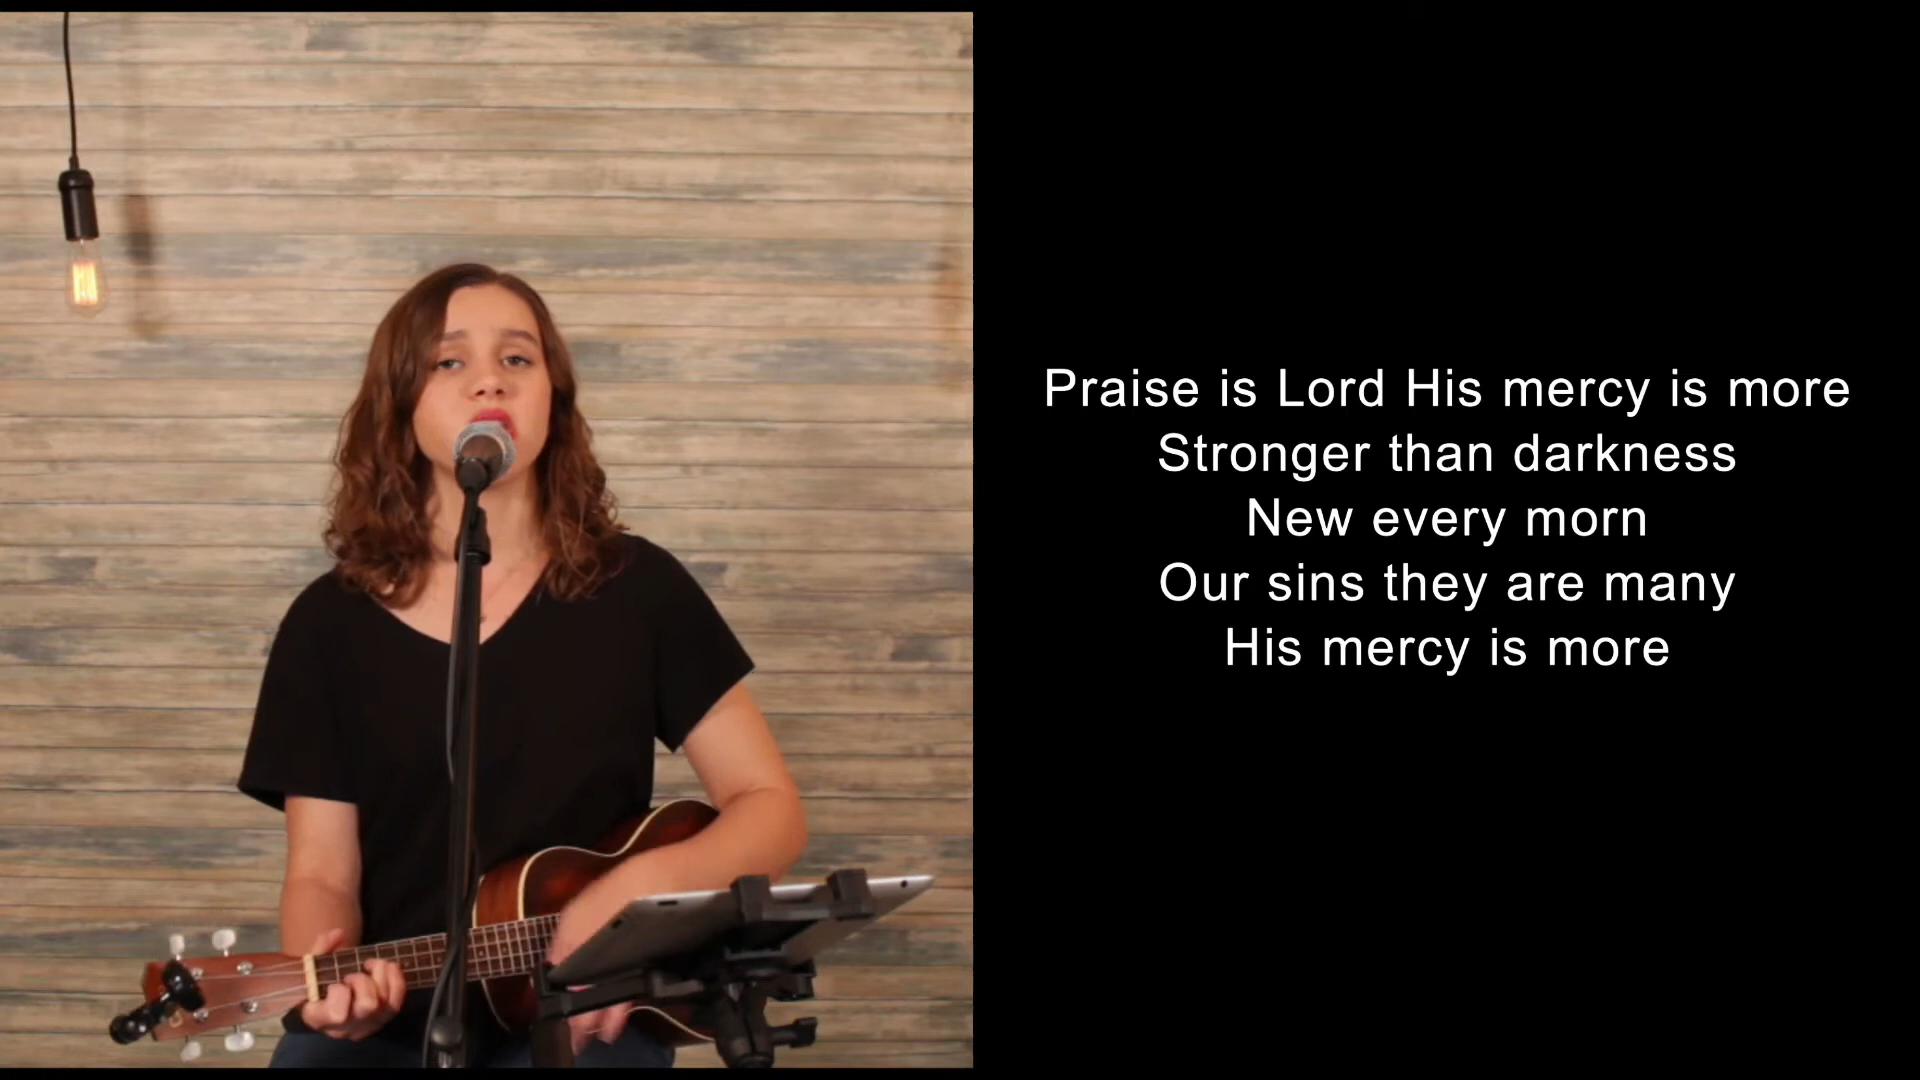 Praise is Lord His mercy is more
Stronger than darkness
New every morn
Our sins they are many
His mercy is more